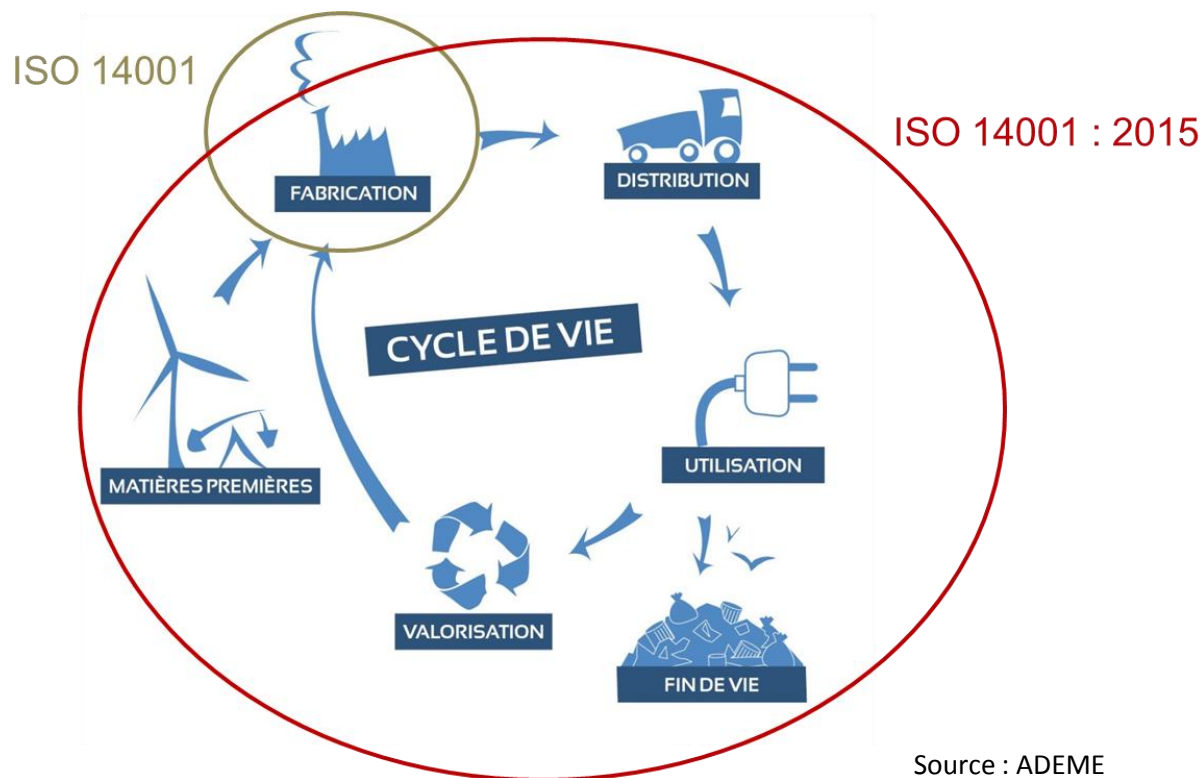 ISO 14001
ISO 14001 : 2015
FABRICATION
DISTRIBUTION
CYCLE DE VIE
MATIÈRES PREMIÈRES
UTILISATION
VALORISATION
FIN DE VIE
Source : ADEME